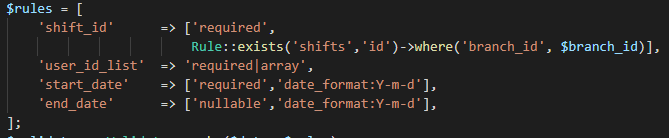 $rules = [
'shift_id' => ['required',
Rule::exists('shifts','id')->where('branch_id', $branch_id)],
'user_id_list' => 'required|array',
'start_date' => ['required','date_format:Y-m-d'],
'end_date' => ['nullable','date_format:Y-m-d'],
];